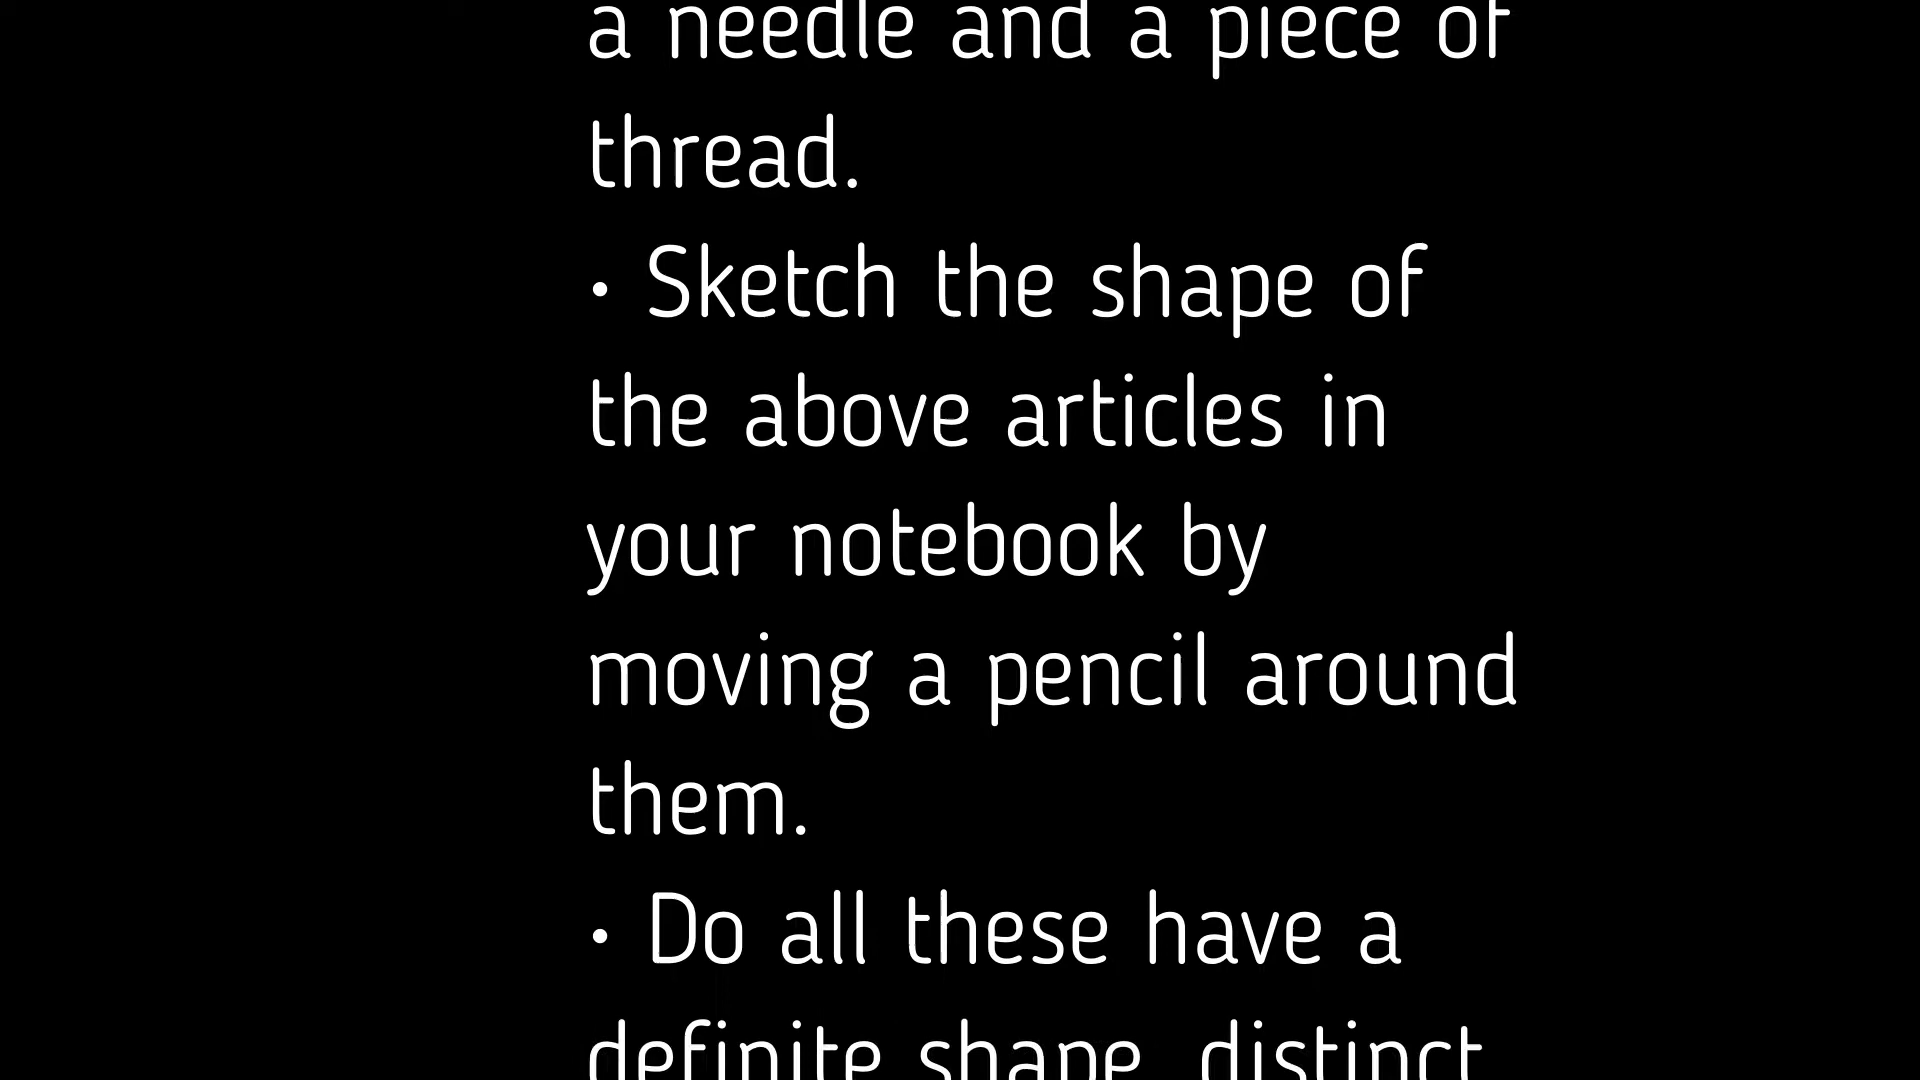 a needle and a piece of
thread.
• Sketch the shape of
the above articles in
your notebook by
moving a pencil around
them.
• Do all these have a
definite shape, distinct